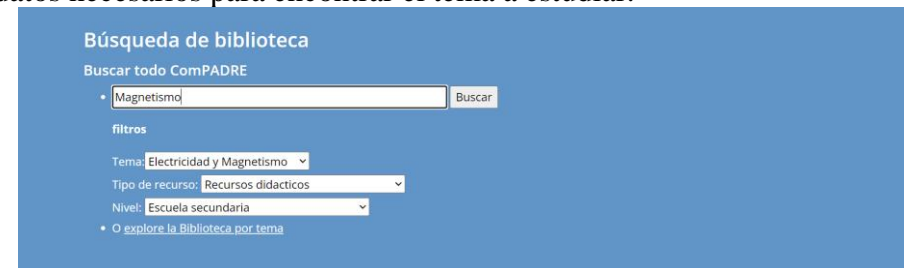 datos necesarios para encontrar el tema a estudiar.
Búsqueda de biblioteca
Buscar todo ComPADRE
• Magnetismo Buscar
filtros
Tema: Electricidad y Magnetismo
Tipo de recurso: Recursos didacticos
Nivel: Escuela secundaria
• O explore la Biblioteca por tema